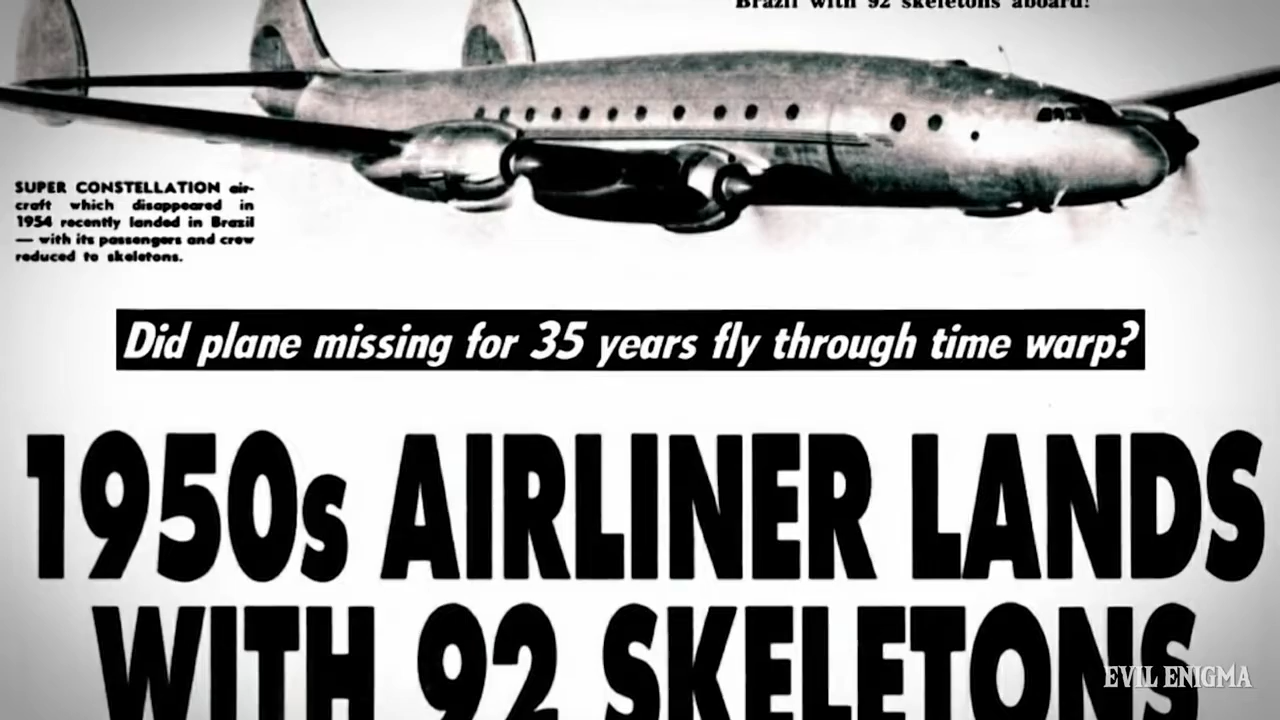 Brazil with 92 skeletons aboard!
SUPER CONSTELLATION air-
craft which disappeared in
1954 recently landed in Brazil
— with its passengers and crew
reduced to skeletons.
Did plane missing for 35 years fly through time warp?
1950s AIRLINER LANDS
WITH 92 SKELETONS
EVIL ENIGMA